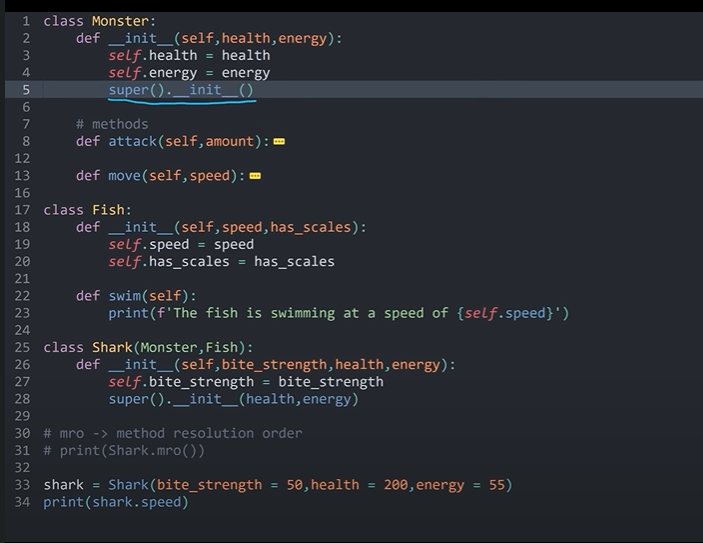 1 class Monster:
2     def __init__(self,health,energy):
3         self.health = health
4         self.energy = energy
5         super().__init__()
6
7     # methods
8     def attack(self,amount):
12
13     def move(self,speed):
16
17 class Fish:
18     def __init__(self,speed,has_scales):
19         self.speed = speed
20         self.has_scales = has_scales
21
22     def swim(self):
23         print(f'The fish is swimming at a speed of {self.speed}')
24
25 class Shark(Monster,Fish):
26     def __init__(self,bite_strength,health,energy):
27         self.bite_strength = bite_strength
28         super().__init__(health,energy)
29
30 # mro -> method resolution order
31 # print(Shark.mro())
32
33 shark = Shark(bite_strength = 50,health = 200,energy = 55)
34 print(shark.speed)